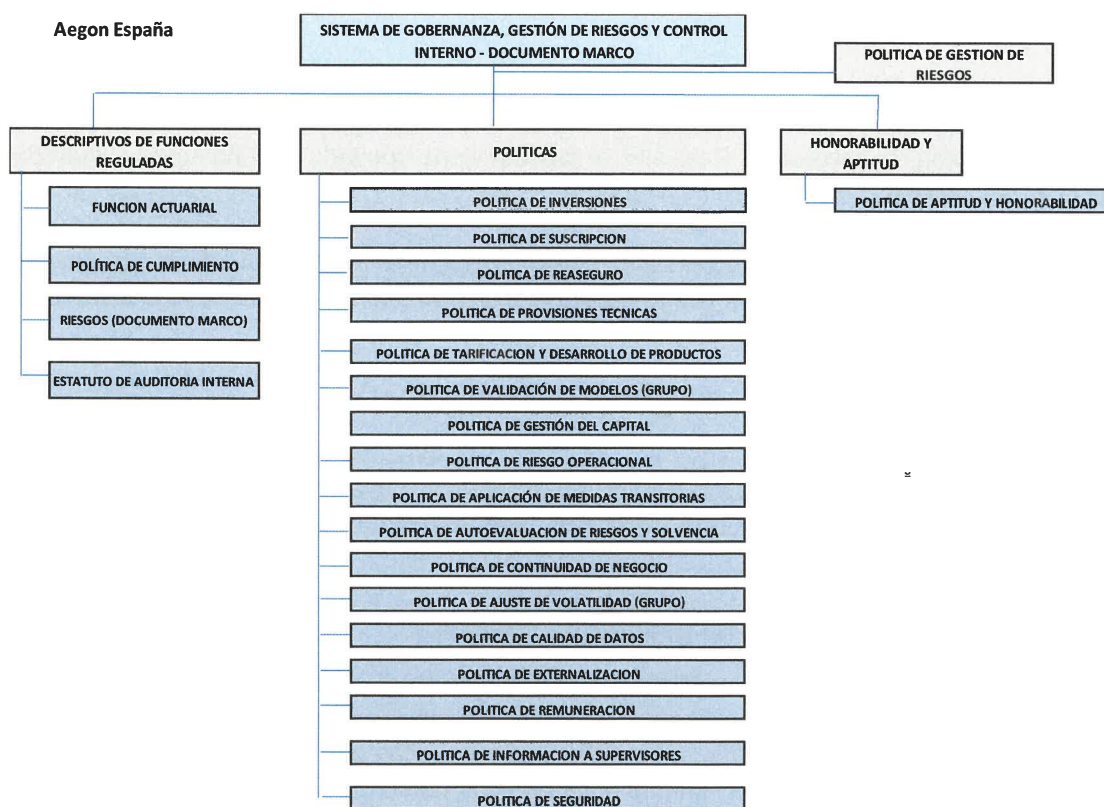 Aegon España
SISTEMA DE GOBERNANZA, GESTIÓN DE RIESGOS Y CONTROL
INTERNO - DOCUMENTO MARCO
POLITICA DE GESTION DE
RIESGOS
DESCRIPTIVOS DE FUNCIONES
REGULADAS
FUNCION ACTUARIAL
POLÍTICA DE CUMPLIMIENTO
RIESGOS (DOCUMENTO MARCO)
ESTATUTO DE AUDITORIA INTERNA
POLITICAS
POLITICA DE INVERSIONES
POLITICA DE SUSCRIPCION
POLITICA DE REASEGURO
POLITICA DE PROVISIONES TECNICAS
POLITICA DE TARIFICACION Y DESARROLLO DE PRODUCTOS
POLITICA DE VALIDACIÓN DE MODELOS (GRUPO)
POLITICA DE GESTIÓN DEL CAPITAL
POLITICA DE RIESGO OPERACIONAL
POLITICA DE APLICACIÓN DE MEDIDAS TRANSITORIAS
POLITICA DE AUTOEVALUACION DE RIESGOS Y SOLVENCIA
POLITICA DE CONTINUIDAD DE NEGOCIO
POLITICA DE AJUSTE DE VOLATILIDAD (GRUPO)
POLITICA DE CALIDAD DE DATOS
POLITICA DE EXTERNALIZACION
POLITICA DE REMUNERACION
POLITICA DE INFORMACION A SUPERVISORES
POLITICA DE SEGURIDAD
HONORABILIDAD Y
APTITUD
POLITICA DE APTITUD Y HONORABILIDAD